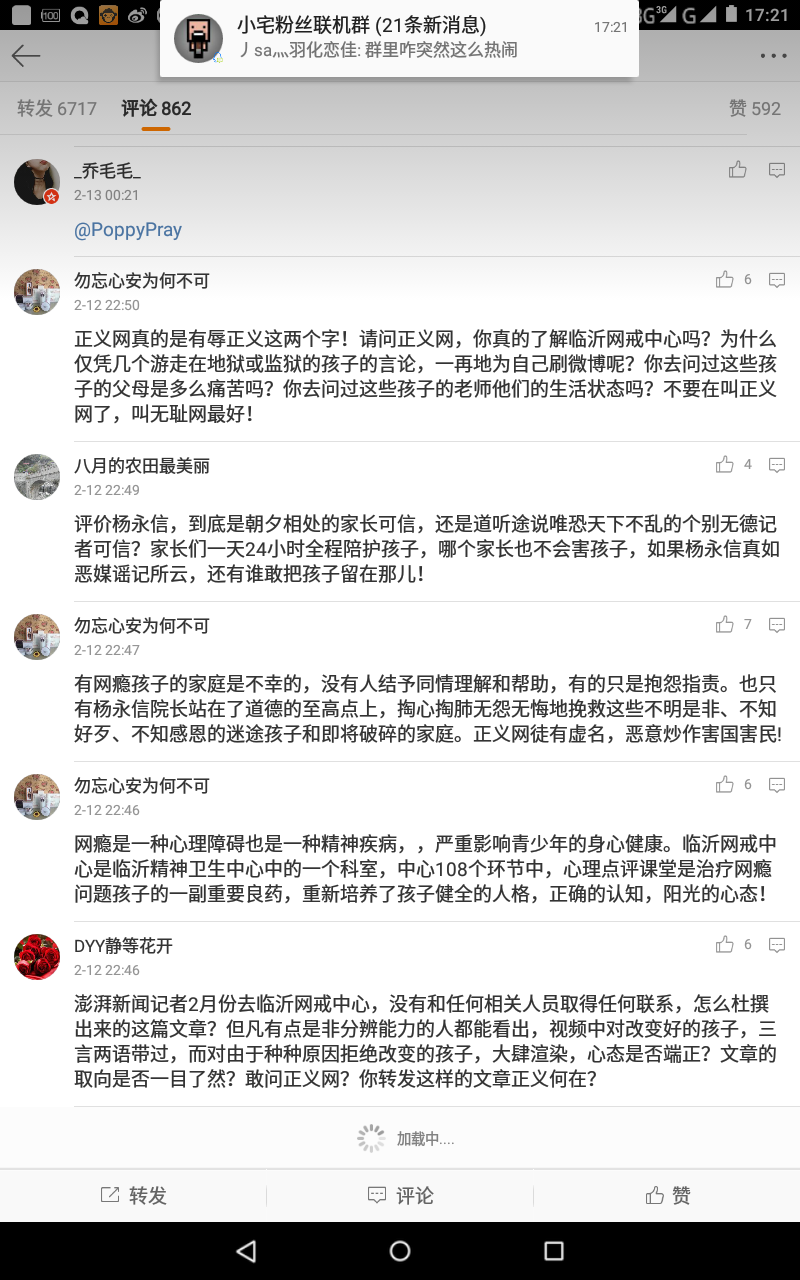 小宅粉丝联机群 (21条新消息)
17:21
丿sa灬羽化恋佳: 群里咋突然这么热闹
100
3G
G
17:21
转发 6717
评论 862
赞 592
_乔毛毛_
2-13 00:21
@PoppyPray
勿忘心安为何不可
6
2-12 22:50
正义网真的是有辱正义这两个字！请问正义网，你真的了解临沂网戒中心吗？为什么
仅凭几个游走在地狱或监狱的孩子的言论，一再地为自己刷微博呢？你去问过这些孩
子的父母是多么痛苦吗？你去问过这些孩子的老师他们的生活状态吗？不要在叫正义
网了，叫无耻网最好！
八月的农田最美丽
4
2-12 22:49
评价杨永信，到底是朝夕相处的家长可信，还是道听途说唯恐天下不乱的个别无德记
者可信？家长们一天24小时全程陪护孩子，哪个家长也不会害孩子，如果杨永信真如
恶媒谣记所云，还有谁敢把孩子留在那儿！
勿忘心安为何不可
7
2-12 22:47
有网瘾孩子的家庭是不幸的，没有人结予同情理解和帮助，有的只是抱怨指责。也只
有杨永信院长站在了道德的至高点上，掏心掏肺无怨无悔地挽救这些不明是非、不知
好歹、不知感恩的迷途孩子和即将破碎的家庭。正义网徒有虚名，恶意炒作害国害民!
勿忘心安为何不可
6
2-12 22:46
网瘾是一种心理障碍也是一种精神疾病，，严重影响青少年的身心健康。临沂网戒中
心是临沂精神卫生中心中的一个科室，中心108个环节中，心理点评课堂是治疗网瘾
问题孩子的一副重要良药，重新培养了孩子健全的人格，正确的认知，阳光的心态！
DYY静等花开
6
2-12 22:46
澎湃新闻记者2月份去临沂网戒中心，没有和任何相关人员取得任何联系，怎么杜撰
出来的这篇文章？但凡有点是非分辨能力的人都能看出，视频中对改变好的孩子，三
言两语带过，而对由于种种原因拒绝改变的孩子，大肆渲染，心态是否端正？文章的
取向是否一目了然？敢问正义网？你转发这样的文章正义何在？
加载中....
转发
评论
赞